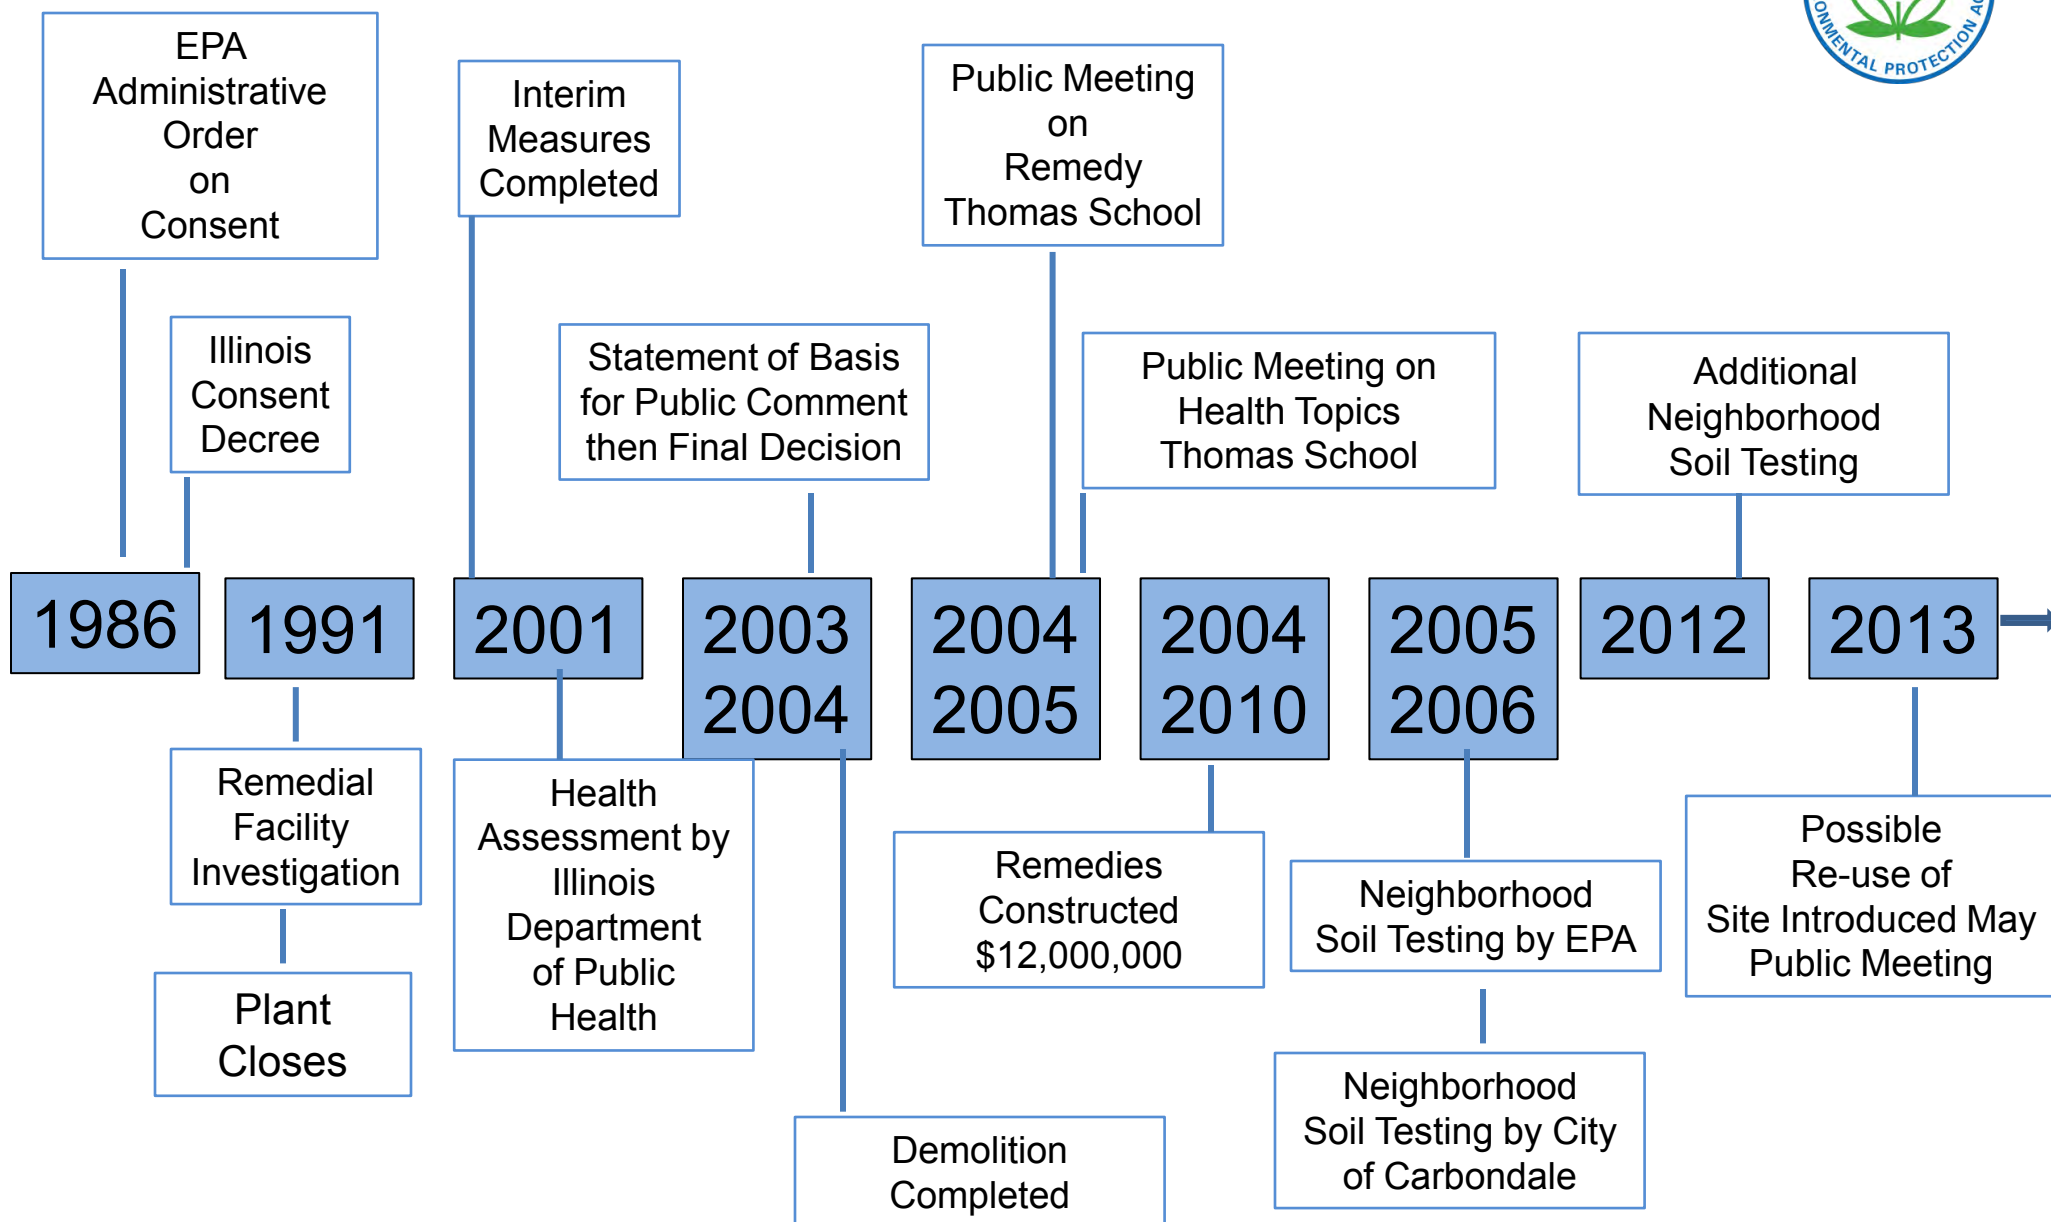 EPA
Administrative
Order
on
Consent
Interim
Measures
Completed
Public Meeting
on
Remedy
Thomas School
Illinois
Consent
Decree
Statement of Basis
for Public Comment
then Final Decision
Public Meeting on
Health Topics
Thomas School
Additional
Neighborhood
Soil Testing
1986
1991
2001
2003
2004
2004
2005
2004
2010
2005
2006
2012
2013
Remedial
Facility
Investigation
Plant
Closes
Health
Assessment by
Illinois
Department
of Public
Health
Demolition
Completed
Remedies
Constructed
$12,000,000
Neighborhood
Soil Testing by EPA
Neighborhood
Soil Testing by City
of Carbondale
Possible
Re-use of
Site Introduced May
Public Meeting
PROTECTION